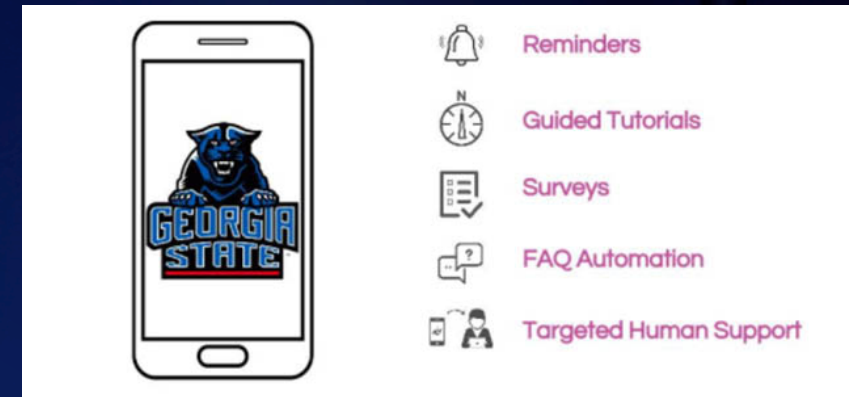 GEORGIA
STATE
Reminders
N
Guided Tutorials
Surveys
?
FAQ Automation
Targeted Human Support